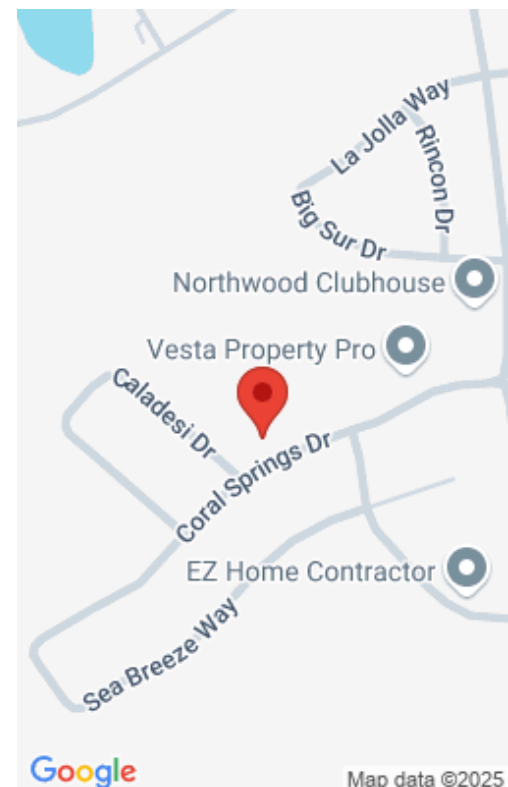 La Jolla Way
Rincon Dr
Big Sur Dr
Northwood Clubhouse
Vesta Property Pro
Caladesi Dr
Coral Springs Dr
EZ Home Contractor
Sea Breeze Way
Google
Map data ©2025